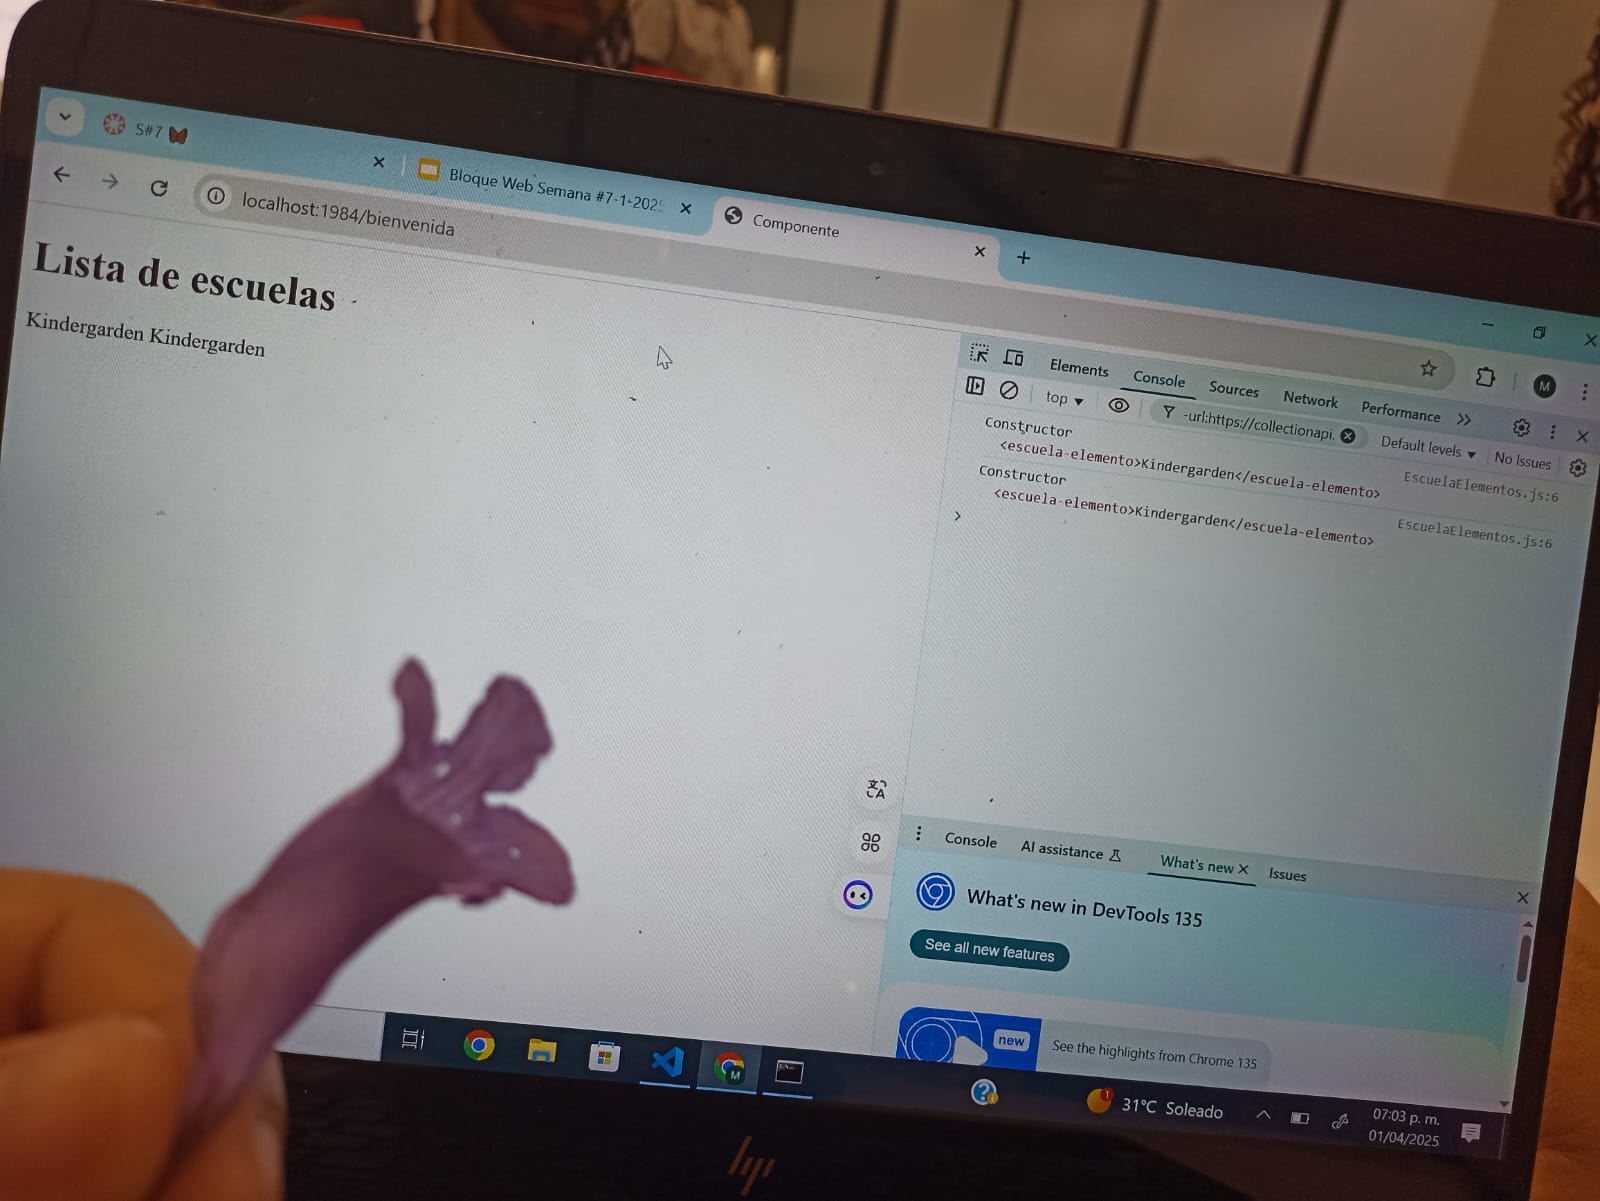 S#7
Bloque Web Semana #7-1-202
Componente
localhost:1984/bienvenida
M
Lista de escuelas
Kindergarden Kindergarden
Elements Console Sources Network Performance
top
-url:https://collectionapi.
Default levels
No Issues
Constructor
<escuela-elemento>Kindergarden</escuela-elemento>
EscuelaElementos.js:6
Constructor
<escuela-elemento>Kindergarden</escuela-elemento>
EscuelaElementos.js:6
Console AI assistance What's new Issues
What's new in DevTools 135
See all new features
new
See the highlights from Chrome 135
M
1
31°C Soleado
07:03 p. m.
01/04/2025
hp